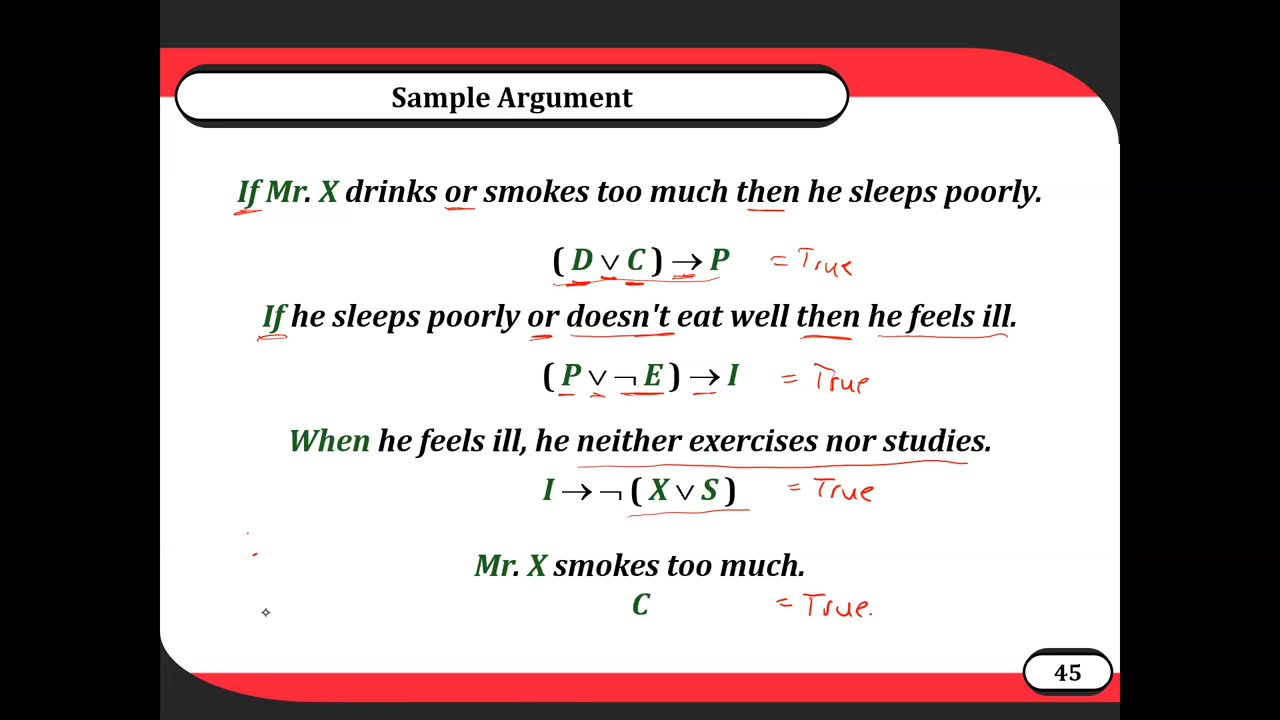 Sample Argument
If Mr. X drinks or smokes too much then he sleeps poorly.
( D ∨ C ) → P = True
If he sleeps poorly or doesn't eat well then he feels ill.
( P ∨ ¬ E ) → I = True
When he feels ill, he neither exercises nor studies.
I → ¬ ( X ∨ S ) = True
Mr. X smokes too much.
C = True.
45